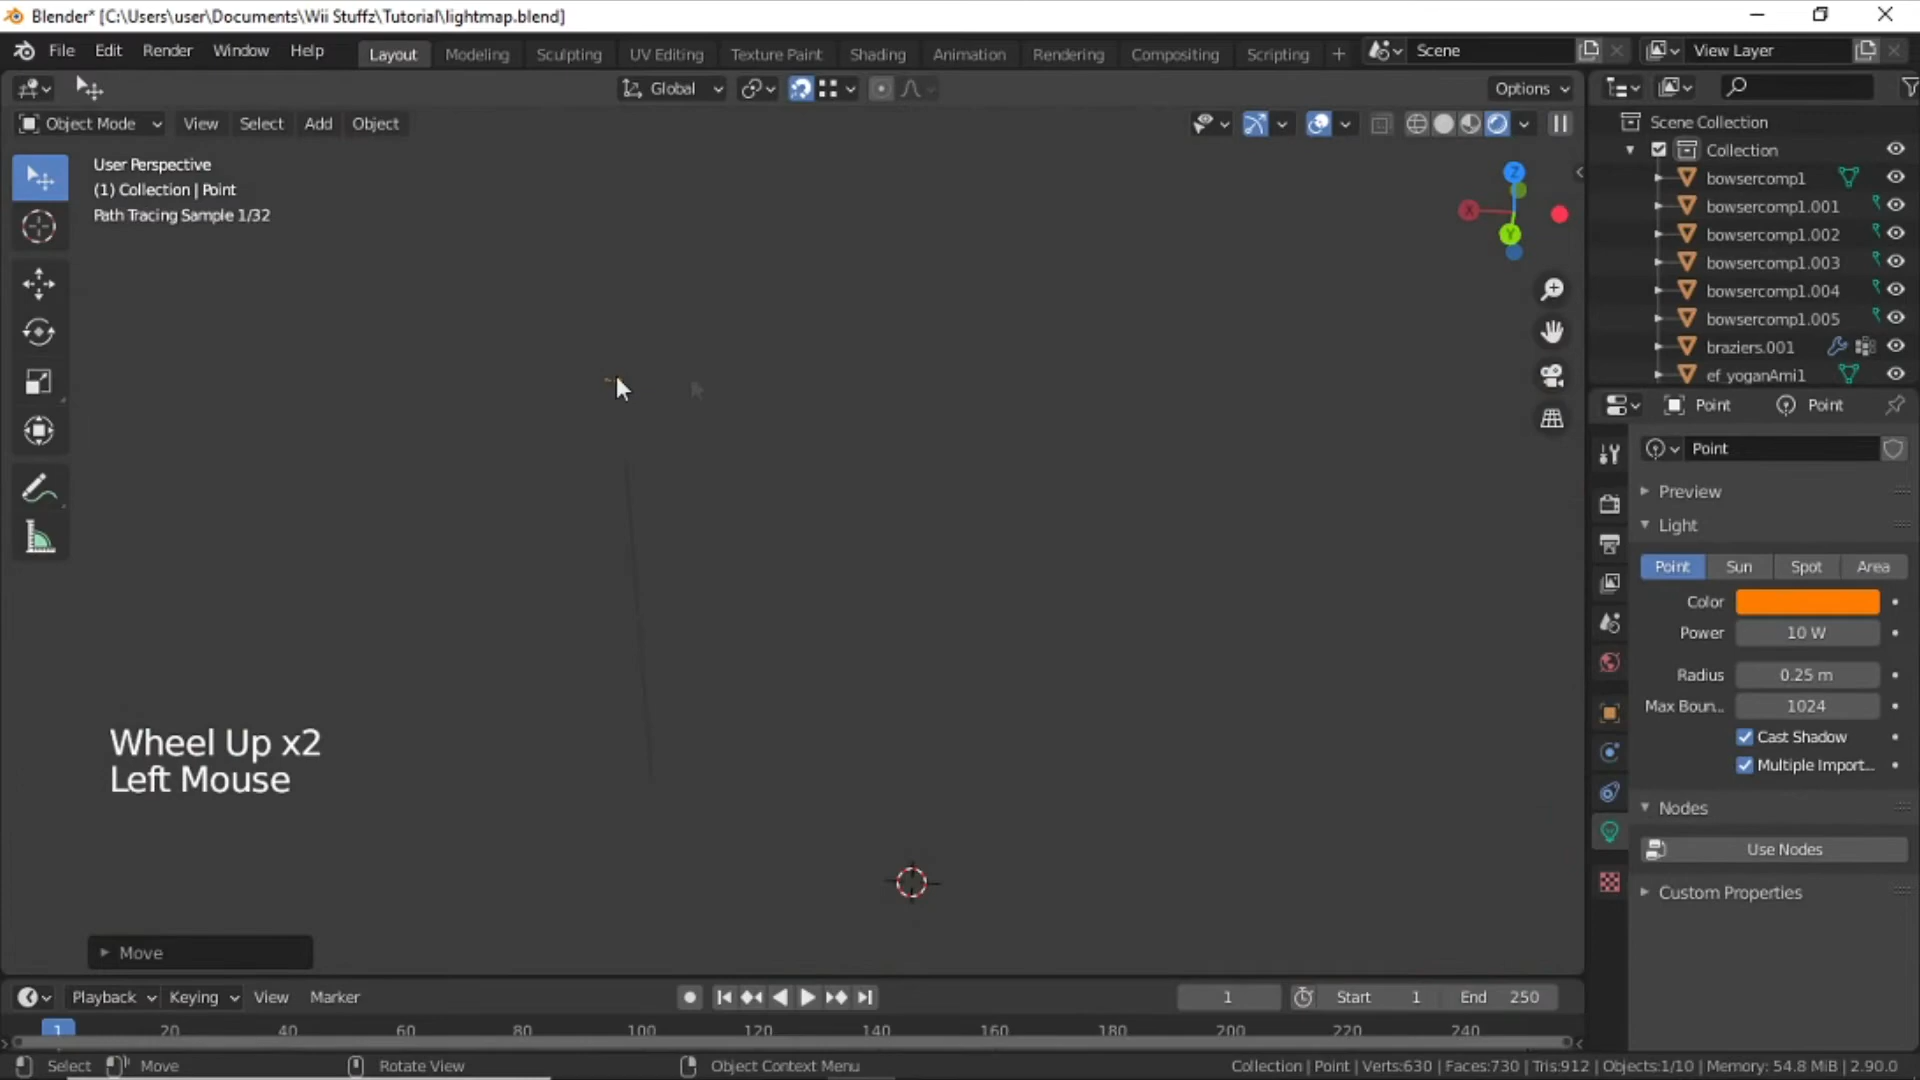 Blender* [C:\Users\user\Documents\Wii Stuffz\Tutorial\lightmap.blend]
File Edit Render Window Help Layout Modeling Sculpting UV Editing Texture Paint Shading Animation Rendering Compositing Scripting + Scene View Layer
Global Options
Object Mode View Select Add Object
User Perspective
(1) Collection | Point
Path Tracing Sample 1/32
Z
X
Y
Scene Collection
Collection
bowsercomp1
bowsercomp1.001
bowsercomp1.002
bowsercomp1.003
bowsercomp1.004
bowsercomp1.005
braziers.001
ef_yoganAmi1
Point Point
Point
Preview
Light
Point Sun Spot Area
Color
Power 10 W
Radius 0.25 m
Max Boun... 1024
Cast Shadow
Multiple Import...
Nodes
Use Nodes
Custom Properties
Wheel Up x2
Left Mouse
Move
Playback Keying View Marker 1 Start 1 End 250
1 20 40 60 80 100 120 140 160 180 200 220 240
Select Move Rotate View Object Context Menu Collection | Point | Verts:630 | Faces:730 | Tris:912 | Objects:1/10 | Memory: 54.8 MiB | 2.90.0